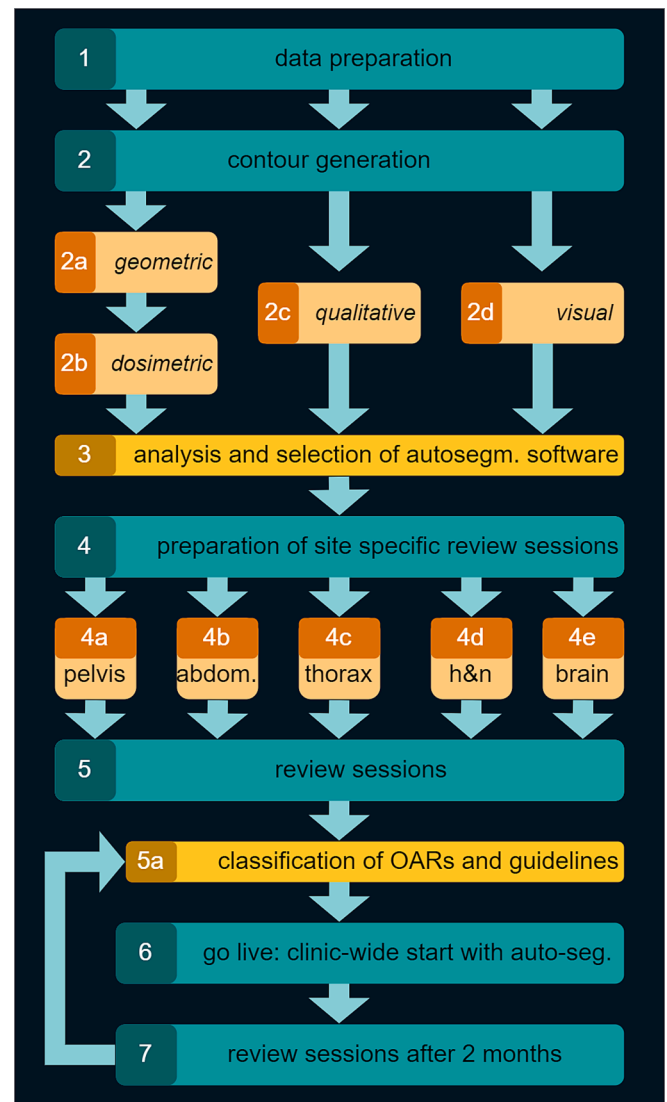 1 data preparation
2 contour generation
2a geometric
2c qualitative
2d visual
2b dosimetric
3 analysis and selection of autosegm. software
4 preparation of site specific review sessions
4a 4b 4c 4d 4e
pelvis abdom. thorax h&n brain
5 review sessions
5a classification of OARs and guidelines
6 go live: clinic-wide start with auto-seg.
7 review sessions after 2 months